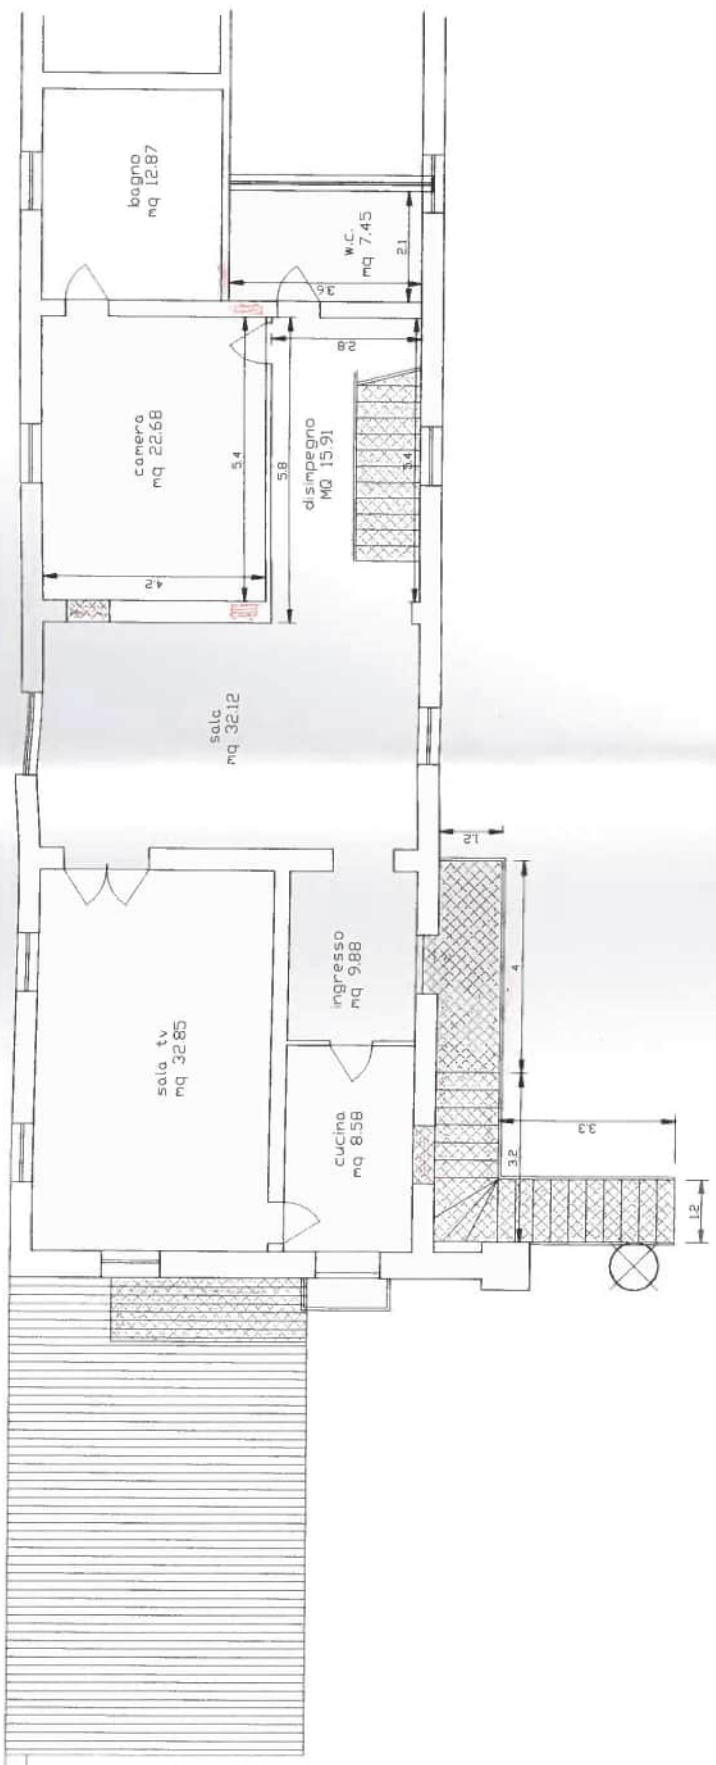 bagno
mq 12.87
w.c.
mq 7.45
2.1
3.6
2.8
camera
mq 22.68
5.4
5.8
disimpegno
MQ 15.91
5.4
4.2
sala
mq 32.12
1.2
ingresso
mq 9.88
4
sala tv
mq 32.85
cucina
mq 8.58
3.2
3.3
1.2